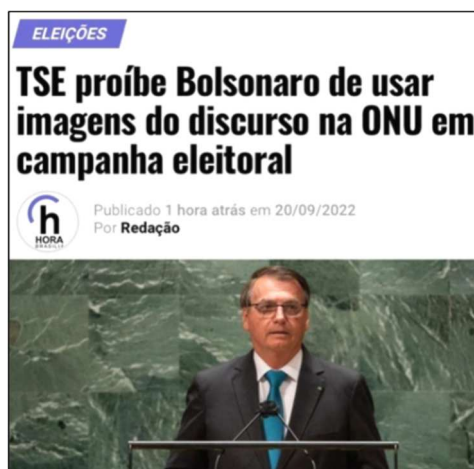 ELEIÇÕES
TSE proíbe Bolsonaro de usar
imagens do discurso na ONU em
campanha eleitoral
h
HORA
BRASÍLIA
Publicado 1 hora atrás em 20/09/2022
Por Redação